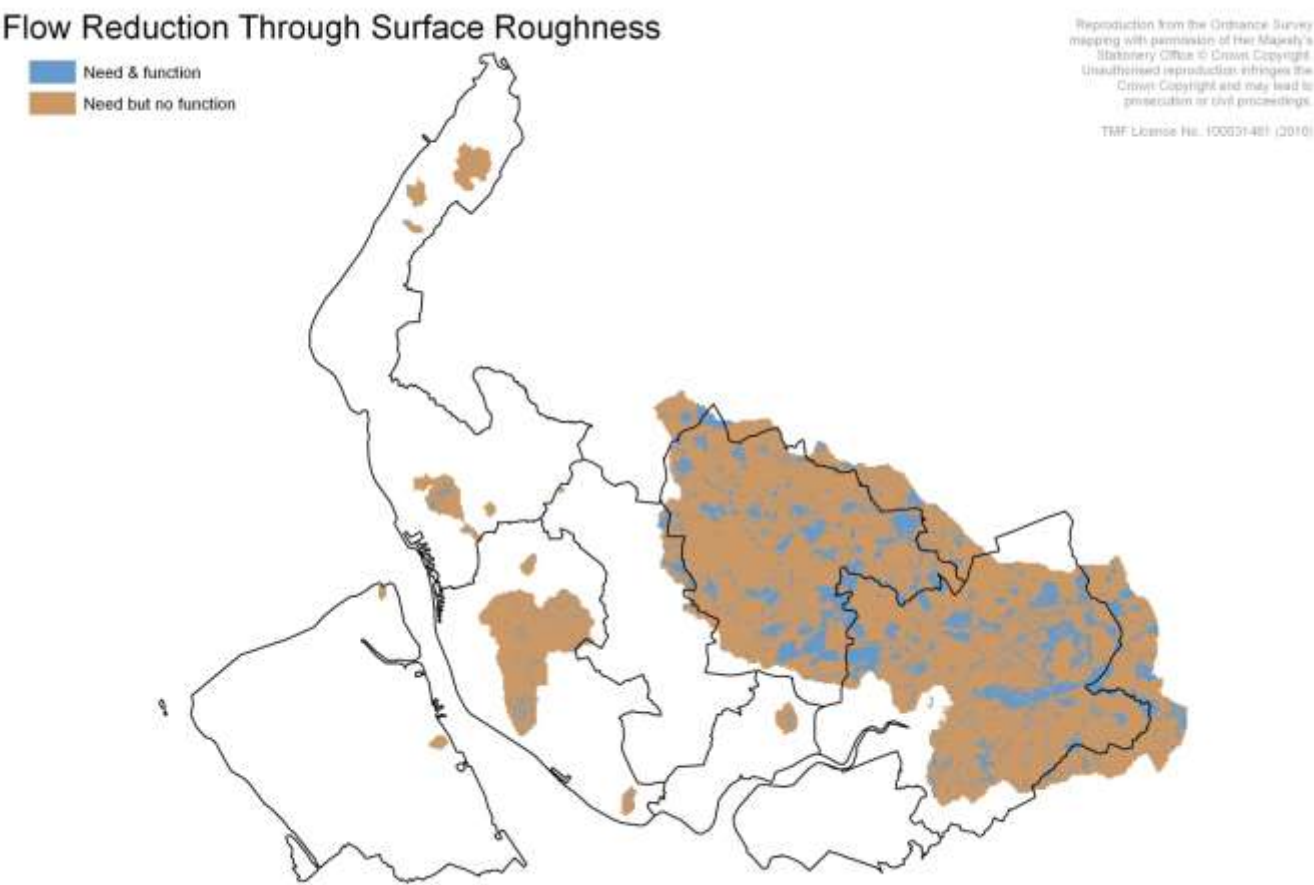 Flow Reduction Through Surface Roughness
Need & function
Need but no function
Reproduction from the Ordnance Survey
mapping with permission of Her Majesty's
Stationery Office © Crown Copyright.
Unauthorised reproduction infringes the
Crown Copyright and may lead to
prosecution or civil proceedings.
TMF License No. 100031461 (2010)